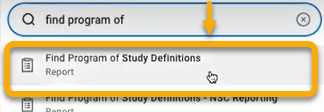 find program of
Find Program of Study Definitions
Report
Find Program of Study Definitions - NSC Reporting